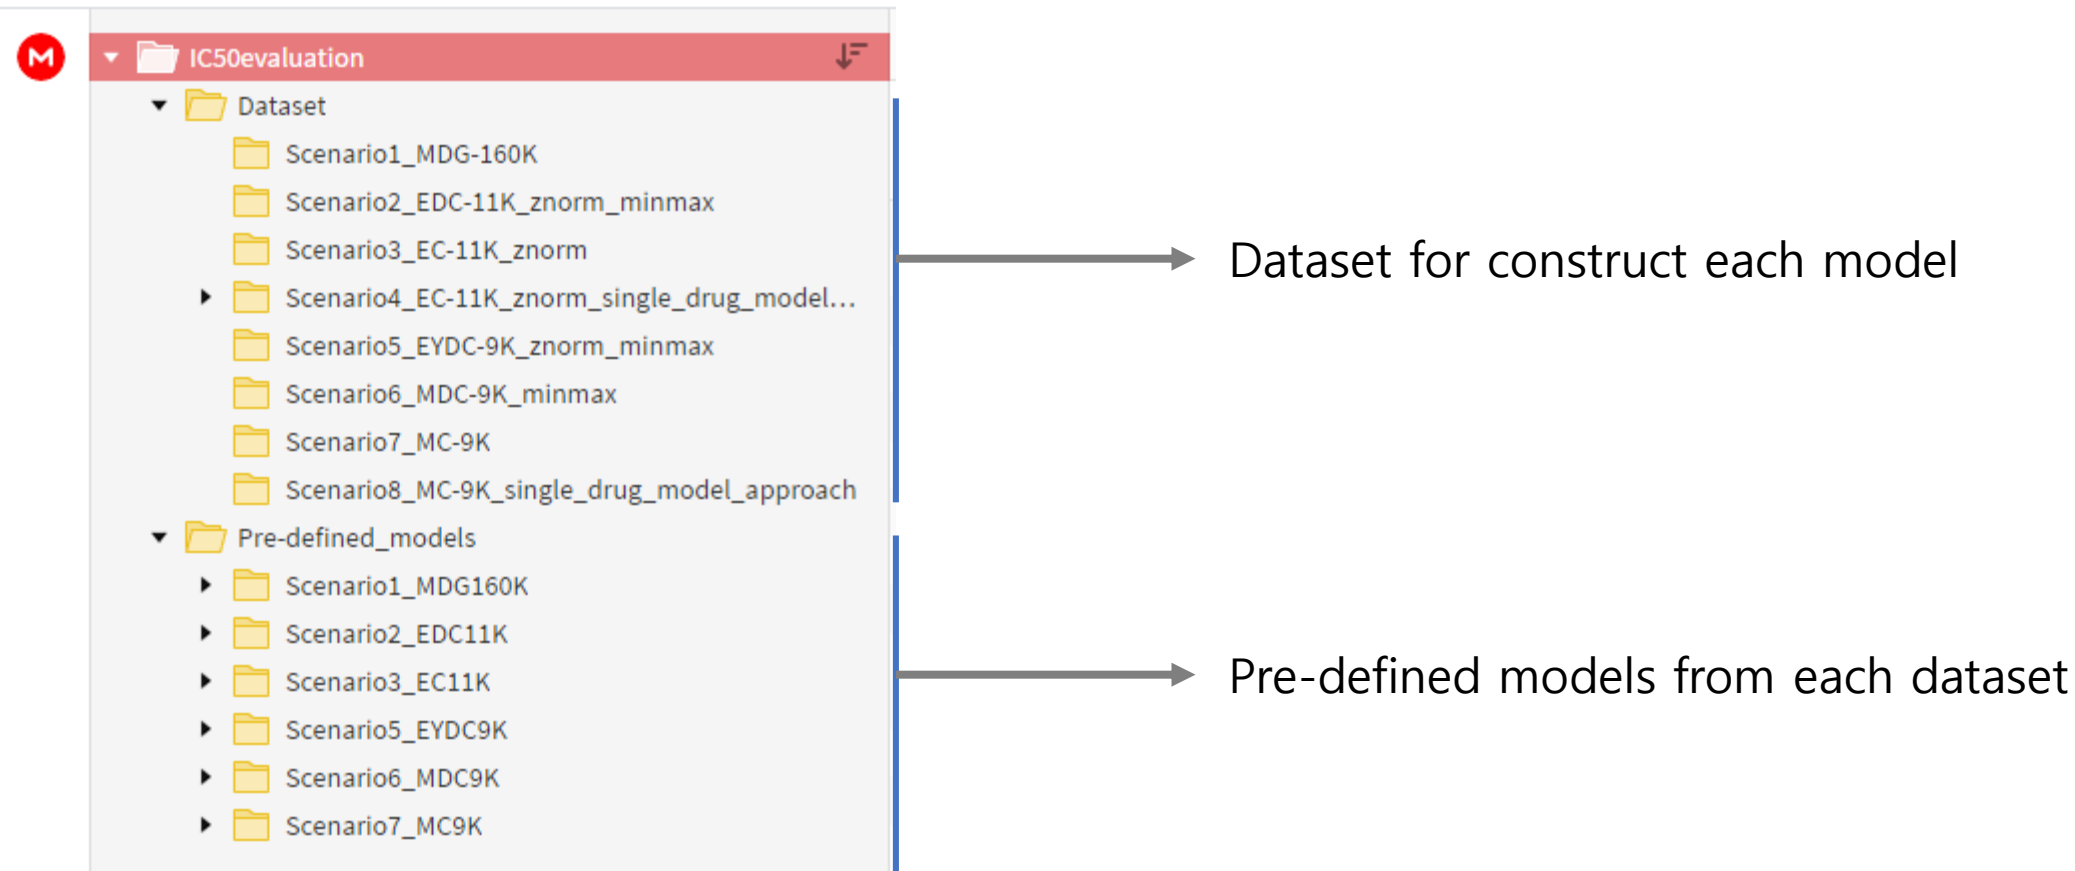 M
IC50evaluation
Dataset
Scenario1_MDG-160K
Scenario2_EDC-11K_znorm_minmax
Scenario3_EC-11K_znorm
Scenario4_EC-11K_znorm_single_drug_model...
Scenario5_EYDC-9K_znorm_minmax
Scenario6_MDC-9K_minmax
Scenario7_MC-9K
Scenario8_MC-9K_single_drug_model_approach
Dataset for construct each model
Pre-defined_models
Scenario1_MDG160K
Scenario2_EDC11K
Scenario3_EC11K
Scenario5_EYDC9K
Scenario6_MDC9K
Scenario7_MC9K
Pre-defined models from each dataset